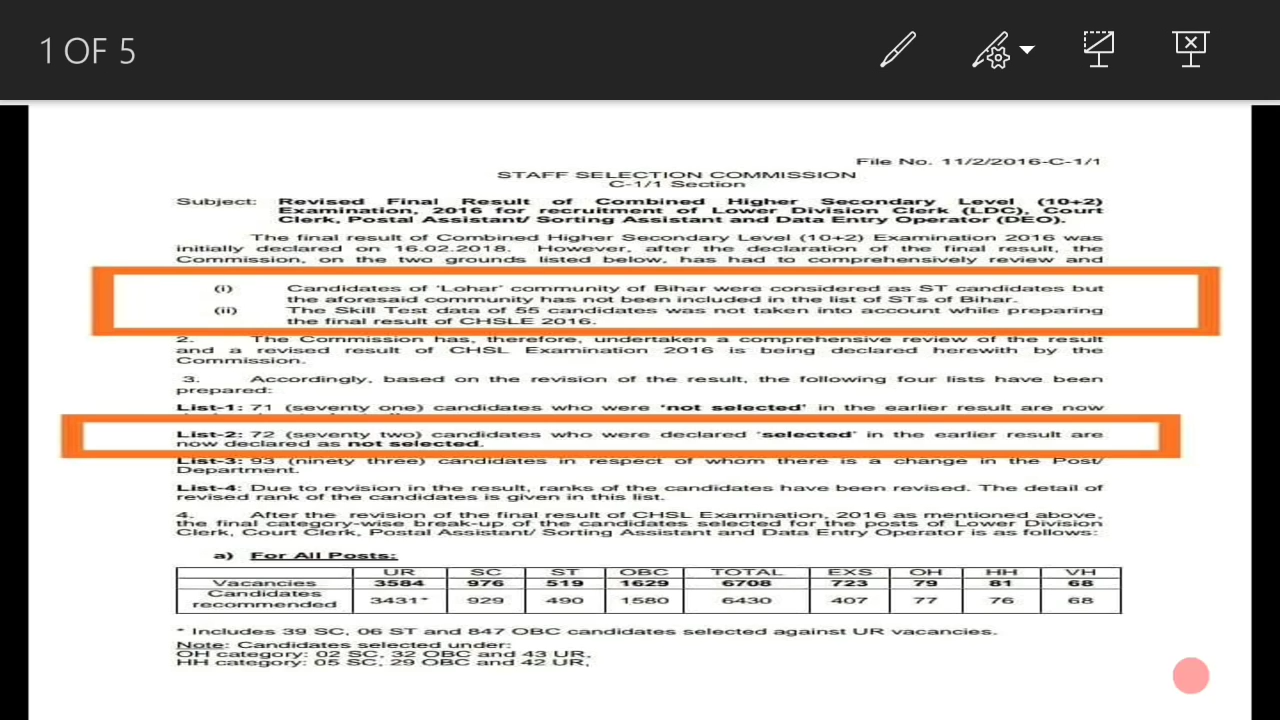 1 OF 5
File No. 11/2/2016-C-1/1
STAFF SELECTION COMMISSION
C-1/1 Section
Subject: Revised Final Result of Combined Higher Secondary Level (10+2)
Examination, 2016 for recruitment of Lower Division Clerk (LDC), Court
Clerk, Postal Assistant/ Sorting Assistant and Data Entry Operator (DEO).
The final result of Combined Higher Secondary Level (10+2) Examination 2016 was
initially declared on 16.02.2018. However, after the declaration of the final result, the
Commission, on the two grounds listed below, has had to comprehensively review and
(i) Candidates of 'Lohar' community of Bihar were considered as ST candidates but
the aforesaid community has not been included in the list of STs of Bihar.
(ii) The Skill Test data of 55 candidates was not taken into account while preparing
the final result of CHSLE 2016.
2. The Commission has, therefore, undertaken a comprehensive review of the result
and a revised result of CHSL Examination 2016 is being declared herewith by the
Commission.
3. Accordingly, based on the revision of the result, the following four lists have been
prepared:
List-1: 71 (seventy one) candidates who were 'not selected' in the earlier result are now
List-2: 72 (seventy two) candidates who were declared 'selected' in the earlier result are
now declared as not selected.
List-3: 93 (ninety three) candidates in respect of whom there is a change in the Post/
Department.
List-4: Due to revision in the result, ranks of the candidates have been revised. The detail of
revised rank of the candidates is given in this list.
4. After the revision of the final result of CHSL Examination, 2016 as mentioned above,
the final category-wise break-up of the candidates selected for the posts of Lower Division
Clerk, Court Clerk, Postal Assistant/ Sorting Assistant and Data Entry Operator is as follows:
a) For All Posts:
UR SC ST OBC TOTAL EXS OH HH VH
Vacancies 3584 976 519 1629 6708 723 79 81 68
Candidates
recommended 3431* 929 490 1580 6430 407 77 76 68
* Includes 39 SC, 06 ST and 847 OBC candidates selected against UR vacancies.
Note: Candidates selected under:
OH category: 02 SC, 32 OBC and 43 UR,
HH category: 05 SC, 29 OBC and 42 UR,